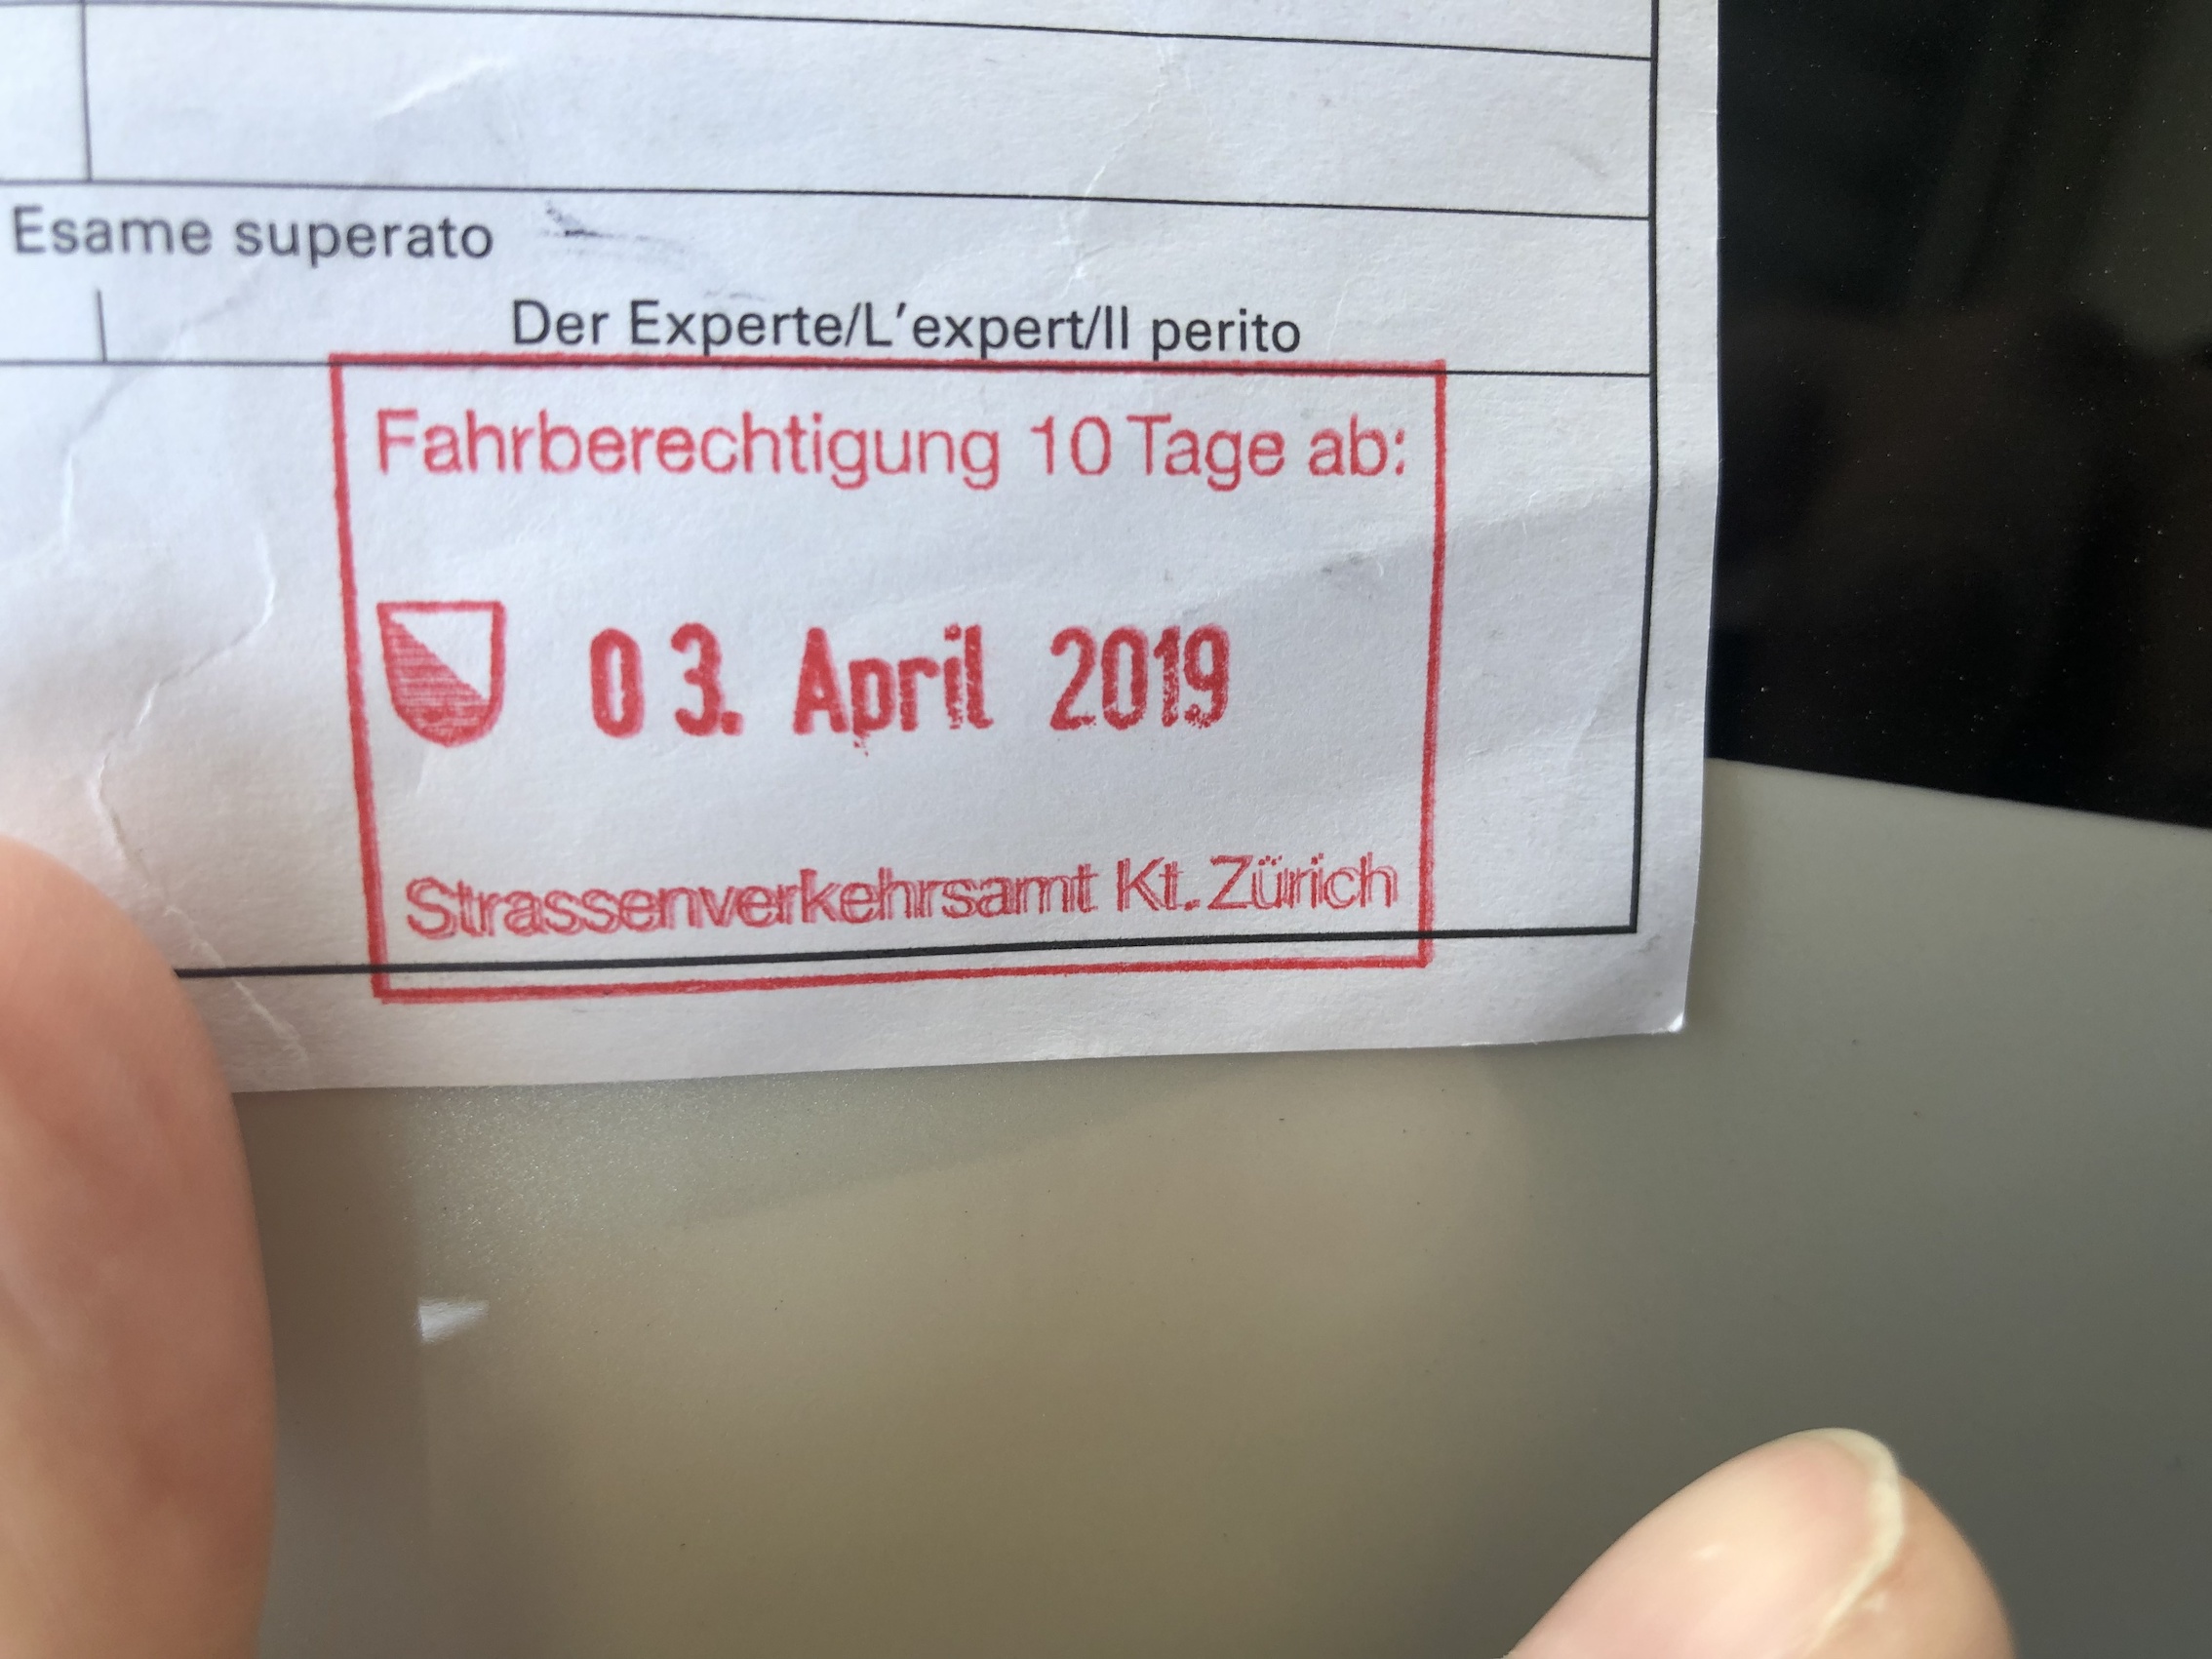 Esame superato
Der Experte/L'expert/Il perito
Fahrberechtigung 10 Tage ab:
03. April 2019
Strassenverkehrsamt Kt. Zürich